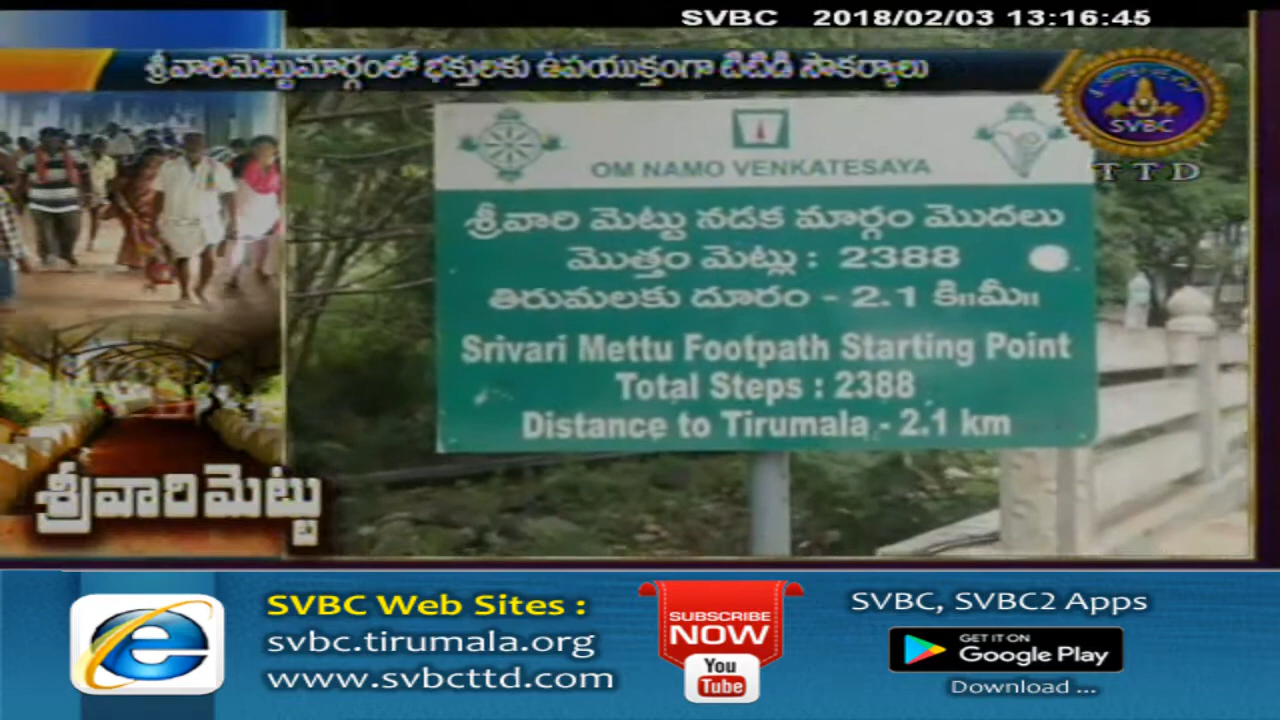 SVBC 2018/02/03 13:16:45
శ్రీవారిమెట్టుమార్గంలో భక్తులకు ఉపయుక్తంగా టిటిడి సౌకర్యాలు
SVBC
TTD
OM NAMO VENKATESAYA
శ్రీవారి మెట్టు నడక మార్గం మొదలు
మొత్తం మెట్లు : 2388
తిరుమలకు దూరం - 2.1 కి॥మీ॥
Srivari Mettu Footpath Starting Point
Total Steps : 2388
Distance to Tirumala - 2.1 km
శ్రీవారిమెట్టు
SVBC Web Sites :
svbc.tirumala.org
www.svbcttd.com
SUBSCRIBE
NOW
You
Tube
SVBC, SVBC2 Apps
GET IT ON
Google Play
Download ...